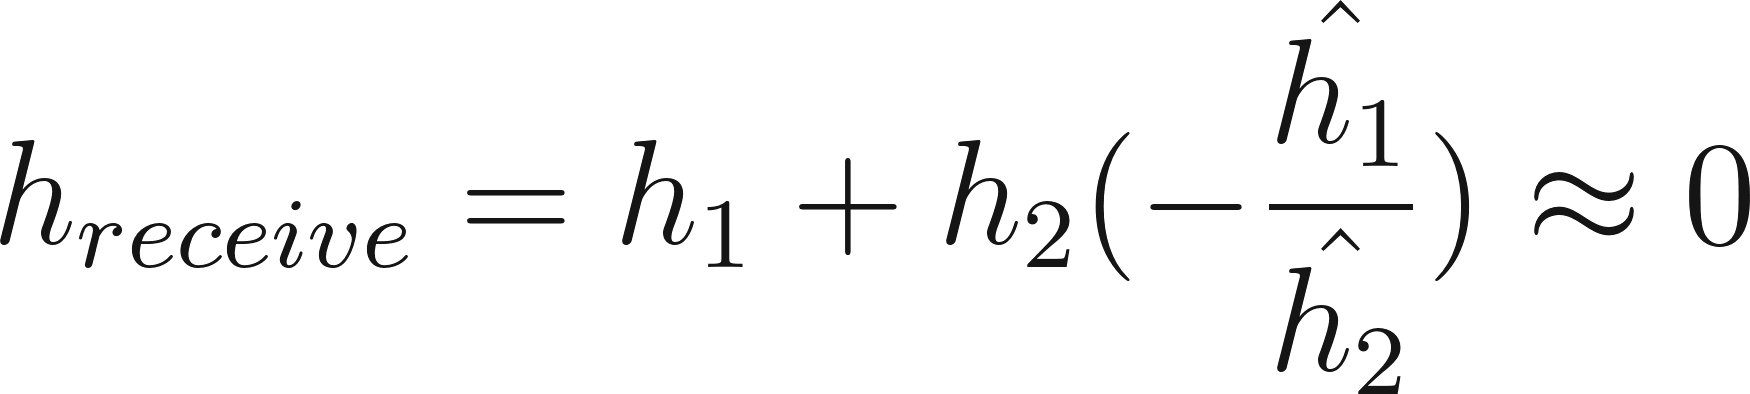 h_{receive} = h_1 + h_2(-\frac{\hat{h_1}}{\hat{h_2}}) \approx 0